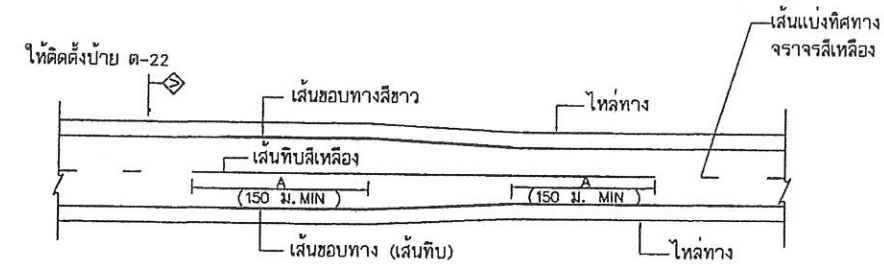 เส้นแบ่งทิศทาง
จราจรสีเหลือง
ให้ติดตั้งป้าย ต-22
เส้นขอบทางสีขาว
ไหล่ทาง
เส้นทึบสีเหลือง
A
(150 ม. MIN )
A
(150 ม. MIN )
เส้นขอบทาง (เส้นทึบ)
ไหล่ทาง